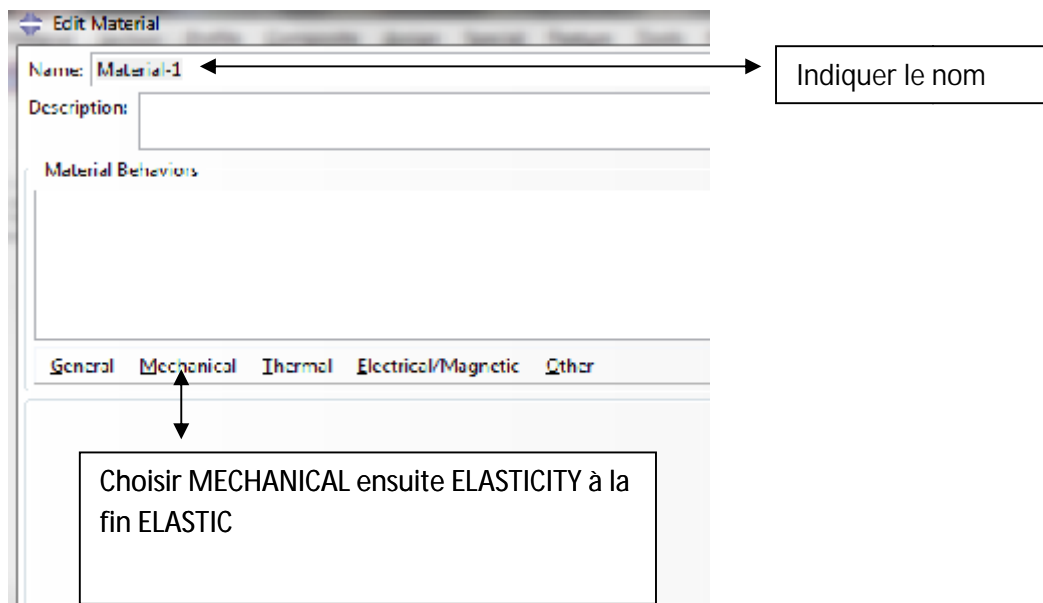 Edit Material
Name: Material-1
Indiquer le nom
Description:
Material Behaviors
General Mechanical Thermal Electrical/Magnetic Other
Choisir MECHANICAL ensuite ELASTICITY à la
fin ELASTIC